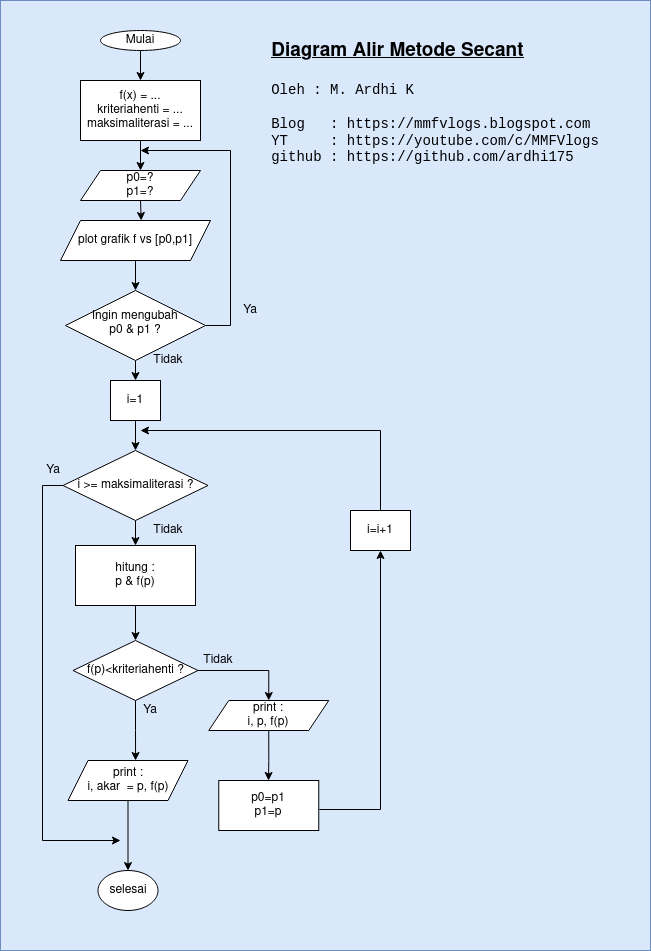 Mulai
Diagram Alir Metode Secant
Oleh : M. Ardhi K
Blog : https://mmfvlogs.blogspot.com
YT : https://youtube.com/c/MMFVlogs
github : https://github.com/ardhi175
f(x) = ...
kriteriahenti = ...
maksimaliterasi = ...
p0=?
p1=?
plot grafik f vs [p0,p1]
Ingin mengubah
p0 & p1 ?
Ya
Tidak
i=1
Ya
i >= maksimaliterasi ?
Tidak
i=i+1
hitung :
p & f(p)
f(p)<kriteriahenti ?
Tidak
Ya
print :
i, p, f(p)
print :
i, akar = p, f(p)
p0=p1
p1=p
selesai